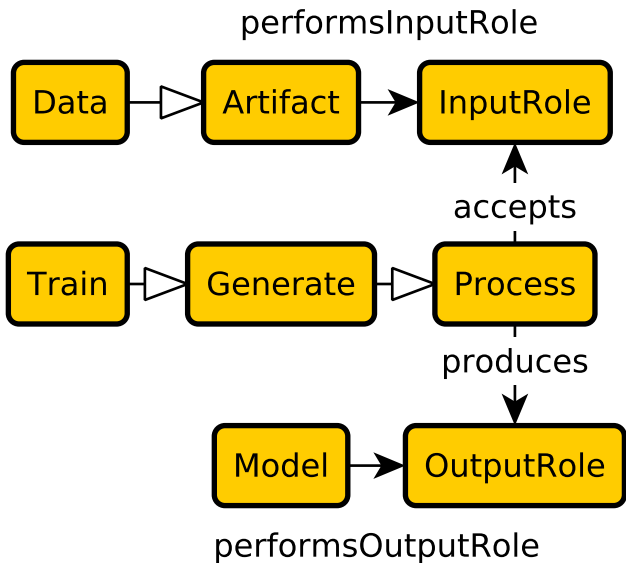 performsInputRole
Data
Artifact
InputRole
accepts
Train
Generate
Process
produces
Model
OutputRole
performsOutputRole